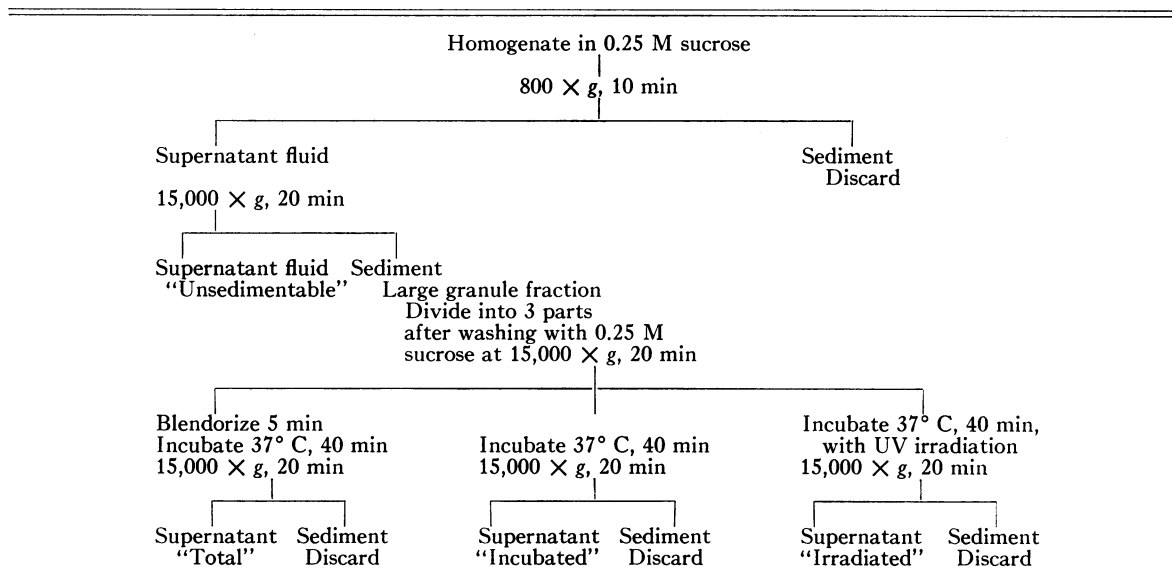 Homogenate in 0.25 M sucrose
800 × g, 10 min
Supernatant fluid
Sediment
Discard
15,000 × g, 20 min
Supernatant fluid
“Unsedimentable”
Sediment
Large granule fraction
Divide into 3 parts
after washing with 0.25 M
sucrose at 15,000 × g, 20 min
Blendorize 5 min
Incubate 37° C, 40 min
15,000 × g, 20 min
Incubate 37° C, 40 min
15,000 × g, 20 min
Incubate 37° C, 40 min,
with UV irradiation
15,000 × g, 20 min
Supernatant
“Total”
Sediment
Discard
Supernatant
“Incubated”
Sediment
Discard
Supernatant
“Irradiated”
Sediment
Discard